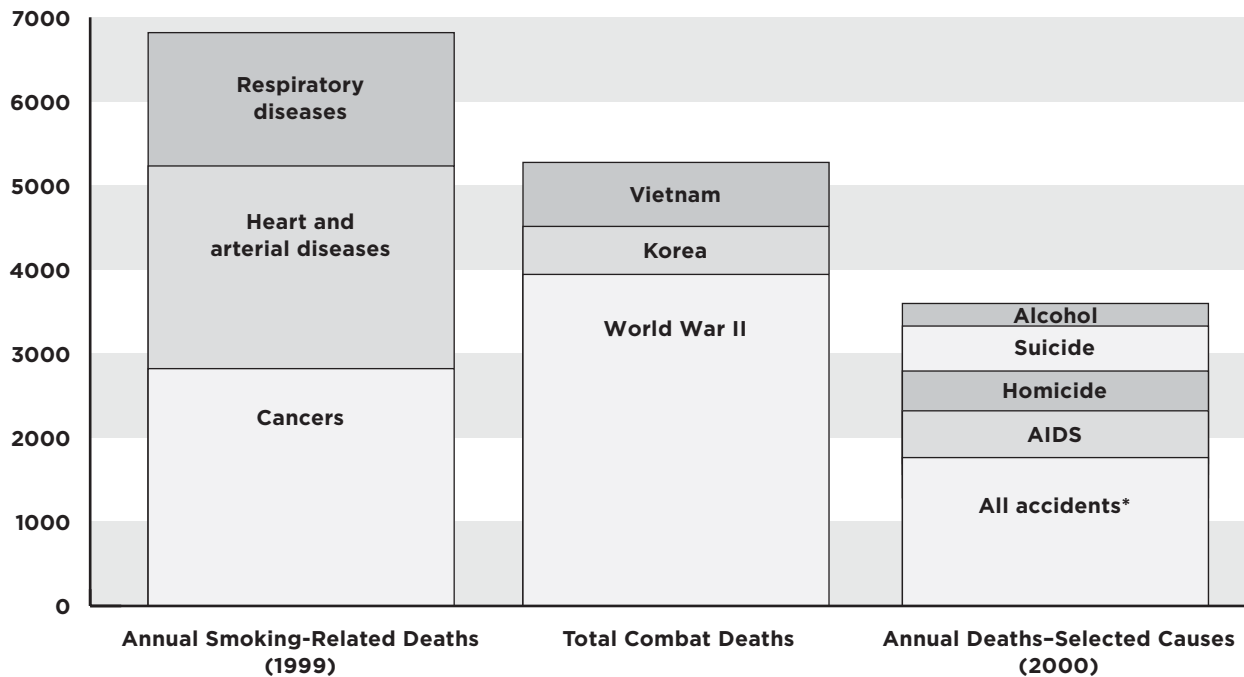 7000
6000
5000
4000
3000
2000
1000
0
Respiratory
diseases
Heart and
arterial diseases
Cancers
Vietnam
Korea
World War II
Alcohol
Suicide
Homicide
AIDS
All accidents*
Annual Smoking-Related Deaths
(1999)
Total Combat Deaths
Annual Deaths–Selected Causes
(2000)